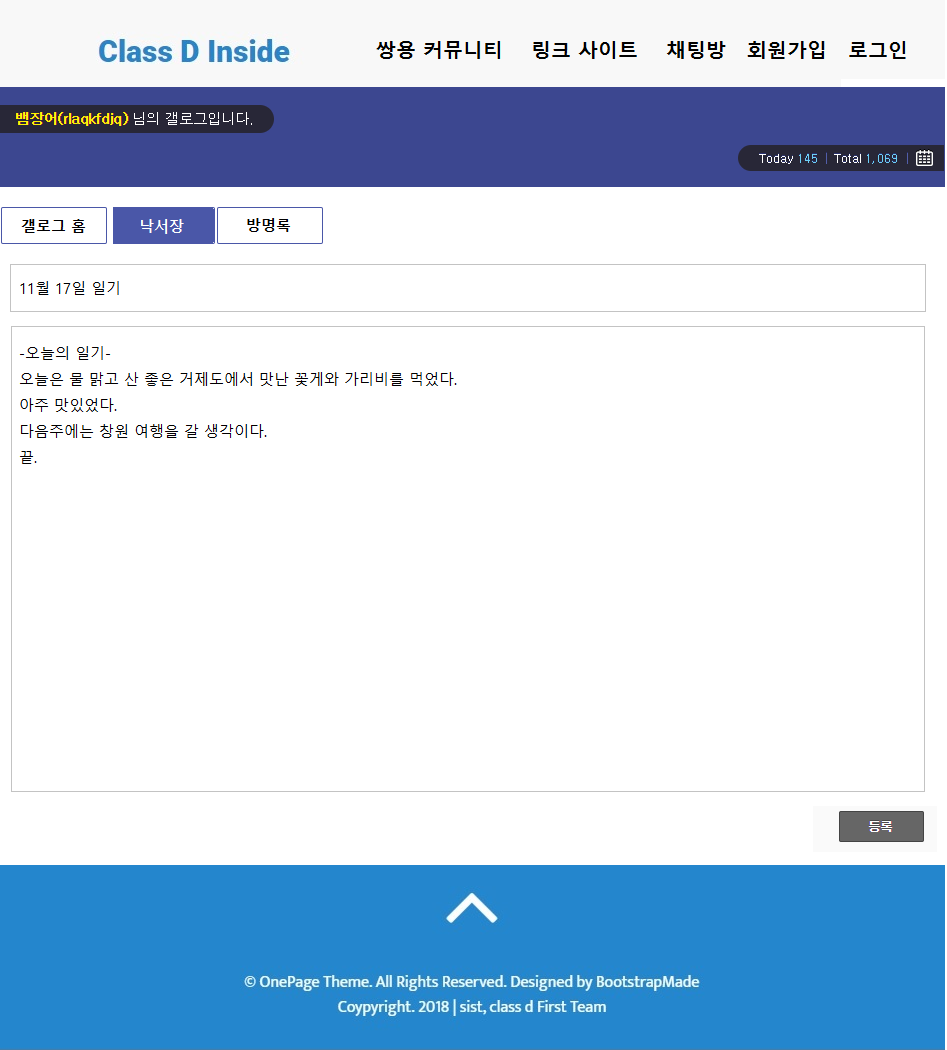 Class D Inside
쌍용 커뮤니티 링크 사이트 채팅방 회원가입 로그인
뱀장어(rlaqkfdjq) 님의 갤로그입니다.
Today 145 | Total 1,069 |
갤로그 홈 낙서장 방명록
11월 17일 일기
-오늘의 일기-
오늘은 물 맑고 산 좋은 거제도에서 맛난 꽃게와 가리비를 먹었다.
아주 맛있었다.
다음주에는 창원 여행을 갈 생각이다.
끝.
등록
© OnePage Theme. All Rights Reserved. Designed by BootstrapMade
Coypyright. 2018 | sist, class d First Team